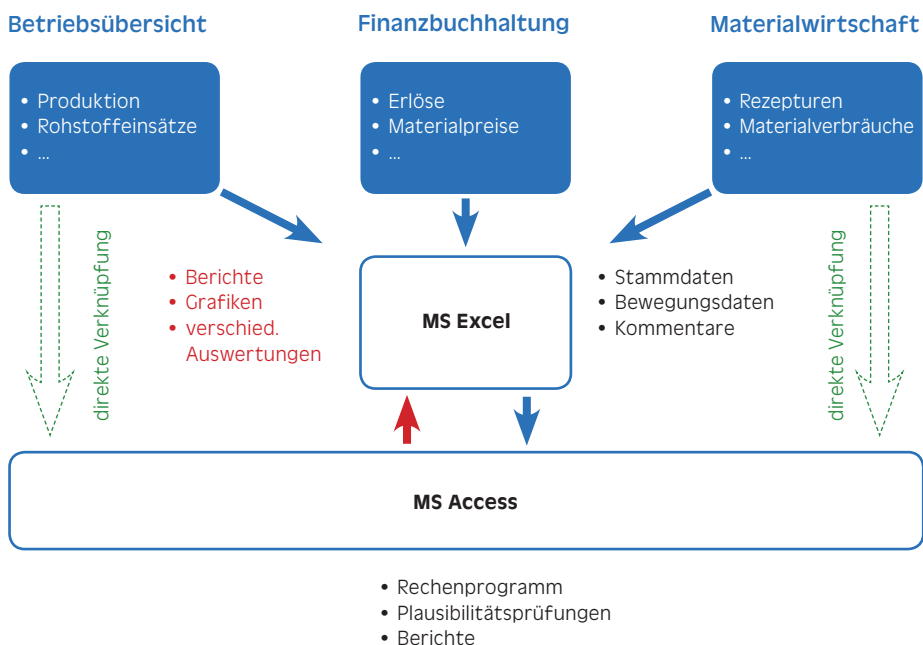 Betriebsübersicht
Finanzbuchhaltung
Materialwirtschaft
• Produktion
• Rohstoffeinsätze
• ...
• Erlöse
• Materialpreise
• ...
• Rezepturen
• Materialverbräuche
• ...
direkte Verknüpfung
• Berichte
• Grafiken
• verschied.
Auswertungen
MS Excel
• Stammdaten
• Bewegungsdaten
• Kommentare
direkte Verknüpfung
MS Access
• Rechenprogramm
• Plausibilitätsprüfungen
• Berichte